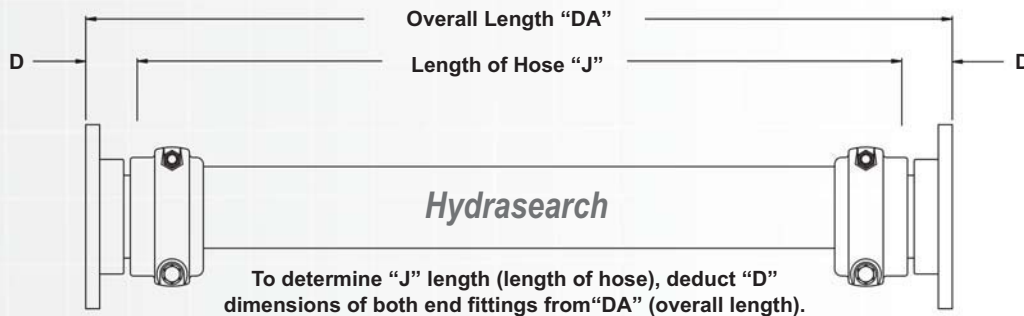 Overall Length “DA”
D
Length of Hose “J”
D
Hydrasearch
To determine “J” length (length of hose), deduct “D”
dimensions of both end fittings from“DA” (overall length).